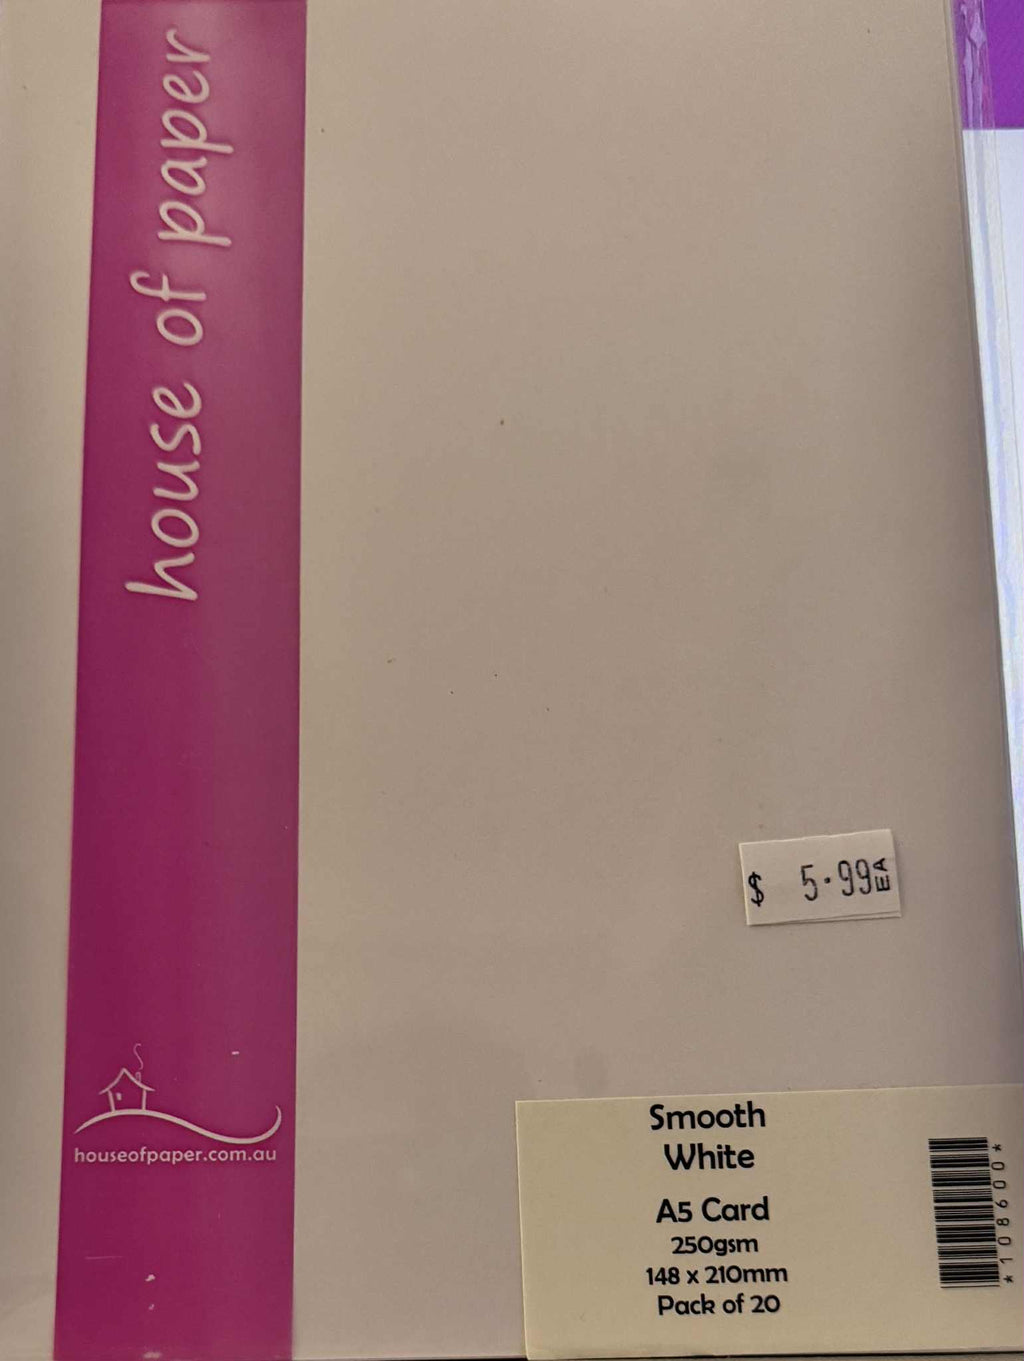 house of paper
houseofpaper.com.au
$ 5.99 EA
Smooth
White
A5 Card
250gsm
148 x 210mm
Pack of 20
*108600*